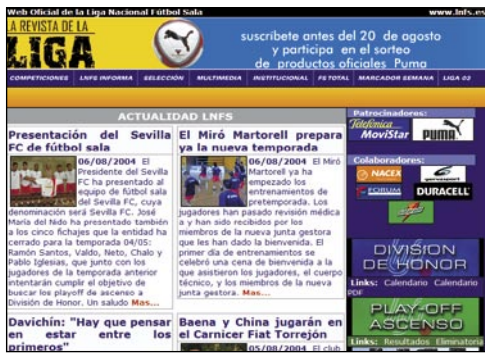 Web Oficial de la Liga Nacional Fútbol Sala
www.lnfs.es
LA REVISTA DE LA
LIGA
suscríbete antes del 20 de agosto
y participa en el sorteo
de productos oficiales Puma
COMPETICIONES LNFS INFORMA SELECCIÓN MULTIMEDIA INSTITUCIONAL FS TOTAL MARCADOR SEMANA LIGA 03
ACTUALIDAD LNFS
Presentación del Sevilla
FC de fútbol sala
06/08/2004 El
Presidente del Sevilla
FC ha presentado al
equipo de fútbol sala
del Sevilla FC, cuya
denominación será Sevilla FC. José
María del Nido ha presentado también
a los cinco fichajes que la entidad ha
cerrado para la temporada 04/05:
Ramón Santos, Valdo, Neto, Chalo y
Pablo Iglesias, que junto con los
jugadores de la temporada anterior
intentarán cumplir el objetivo de
buscar los playoff de ascenso a
División de Honor. Un saludo Mas...
Davichín: "Hay que pensar
en estar entre los
primeros"
El Miró Martorell prepara
ya la nueva temporada
06/08/2004 El Miró
Martorell ya ha
empezado los
entrenamientos de
pretemporada. Los
jugadores han pasado revisión médica
a y han sido recibidos por los
miembros de la nueva junta gestora
que les han dado la bienvenida. El
primer día de entrenamientos se
celebró una cena de bienvenida a la
que asistieron los jugadores, el cuerpo
técnico, y los miembros de la nueva
junta gestora. Mas...
Baena y China jugarán en
el Carnicer Fiat Torrejón
05/08/2004 El club
Patrocinadores:
Telefónica
MoviStar
PUMA
Colaboradores:
NACEX
FORUM
DURACELL
DIVISION
DE HONOR
Links: Calendario Calendario
PDF
PLAY-OFF
ASCENSO
Links: Resultados Eliminatoria